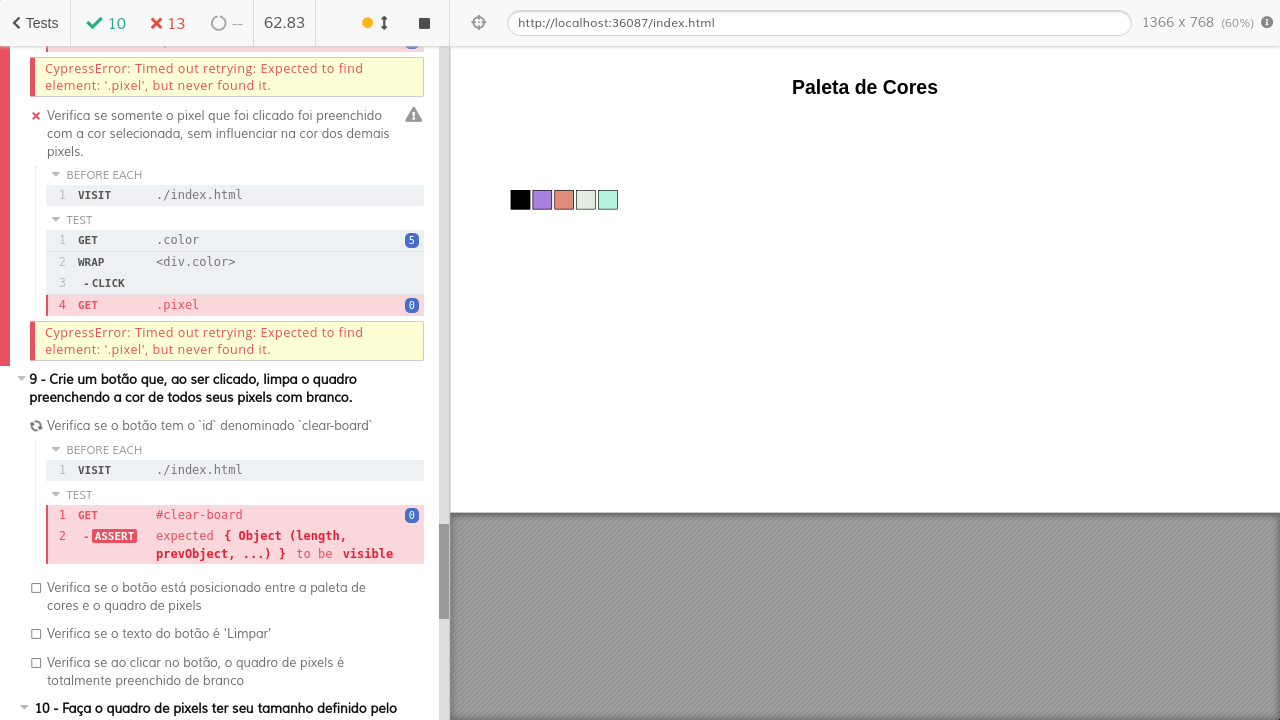 Tests 10 13 -- 62.83 http://localhost:36087/index.html 1366 x 768 (60%)
CypressError: Timed out retrying: Expected to find
element: '.pixel', but never found it.
Verifica se somente o pixel que foi clicado foi preenchido
com a cor selecionada, sem influenciar na cor dos demais
pixels.
BEFORE EACH
1 VISIT ./index.html
TEST
1 GET .color 5
2 WRAP <div.color>
3 -CLICK
4 GET .pixel 0
CypressError: Timed out retrying: Expected to find
element: '.pixel', but never found it.
9 - Crie um botão que, ao ser clicado, limpa o quadro
preenchendo a cor de todos seus pixels com branco.
Verifica se o botão tem o `id` denominado `clear-board`
BEFORE EACH
1 VISIT ./index.html
TEST
1 GET #clear-board 0
2 -ASSERT expected { Object (length,
prevObject, ...) } to be visible
Verifica se o botão está posicionado entre a paleta de
cores e o quadro de pixels
Verifica se o texto do botão é 'Limpar'
Verifica se ao clicar no botão, o quadro de pixels é
totalmente preenchido de branco
10 - Faça o quadro de pixels ter seu tamanho definido pelo
Paleta de Cores